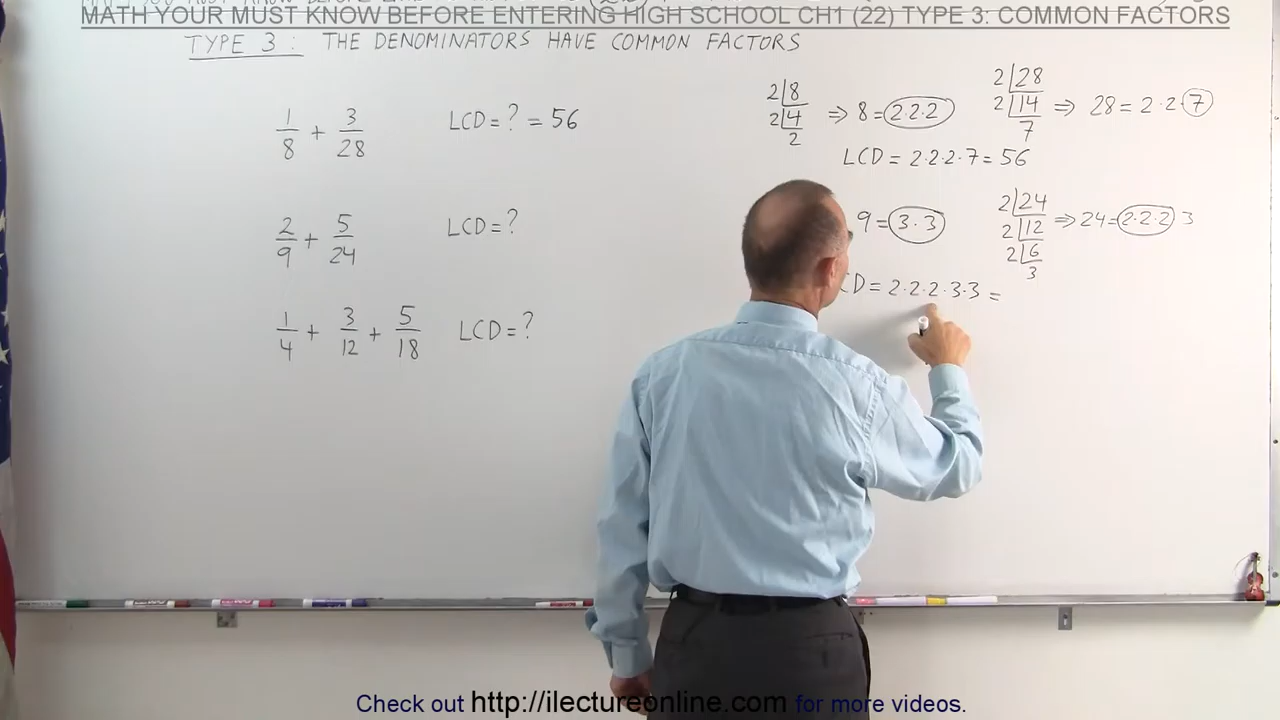 MATH YOUR MUST KNOW BEFORE ENTERING HIGH SCHOOL CH1 (22) TYPE 3: COMMON FACTORS
TYPE 3: THE DENOMINATORS HAVE COMMON FACTORS
1/8 + 3/28 LCD = ? = 56
2/9 + 5/24 LCD = ?
1/4 + 3/12 + 5/18 LCD = ?
2|8
2|4
2
⇒ 8 = 2·2·2
2|28
2|14
7
⇒ 28 = 2·2·7
LCD = 2·2·2·7 = 56
9 = 3·3
2|24
2|12
2|6
3
⇒ 24 = 2·2·2 3
CD = 2·2·2·3·3 =
Check out http://ilectureonline.com for more videos.